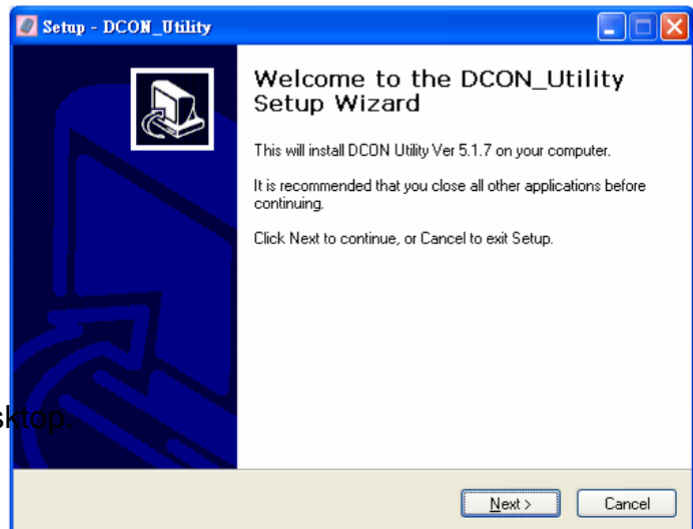 Setup - DCON_Utility
Welcome to the DCON_Utility
Setup Wizard
This will install DCON Utility Ver 5.1.7 on your computer.
It is recommended that you close all other applications before
continuing.
Click Next to continue, or Cancel to exit Setup.
sktop.
Next >
Cancel